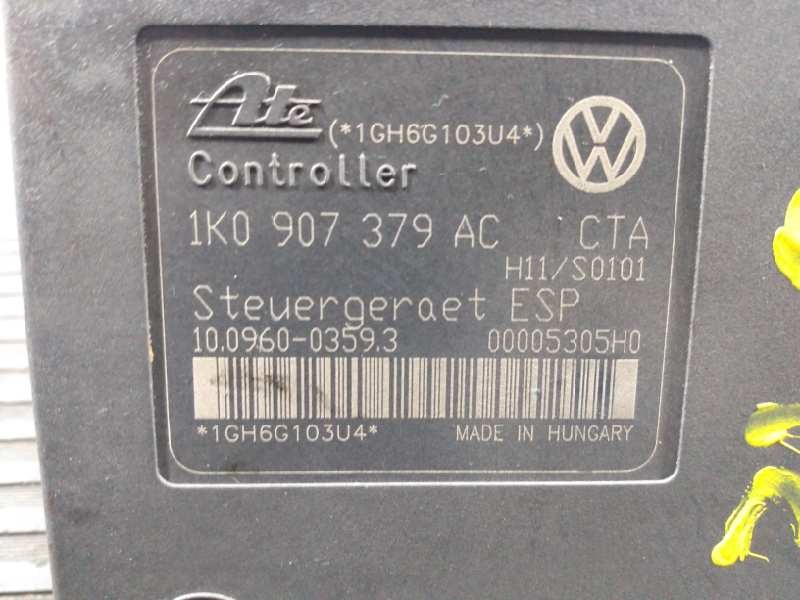 Ate (*1GH6G103U4*)
VW
Controller
1K0 907 379 AC CTA
H11/S0101
Steuergeraet ESP
10.0960-0359.3 00005305H0
*1GH6G103U4* MADE IN HUNGARY